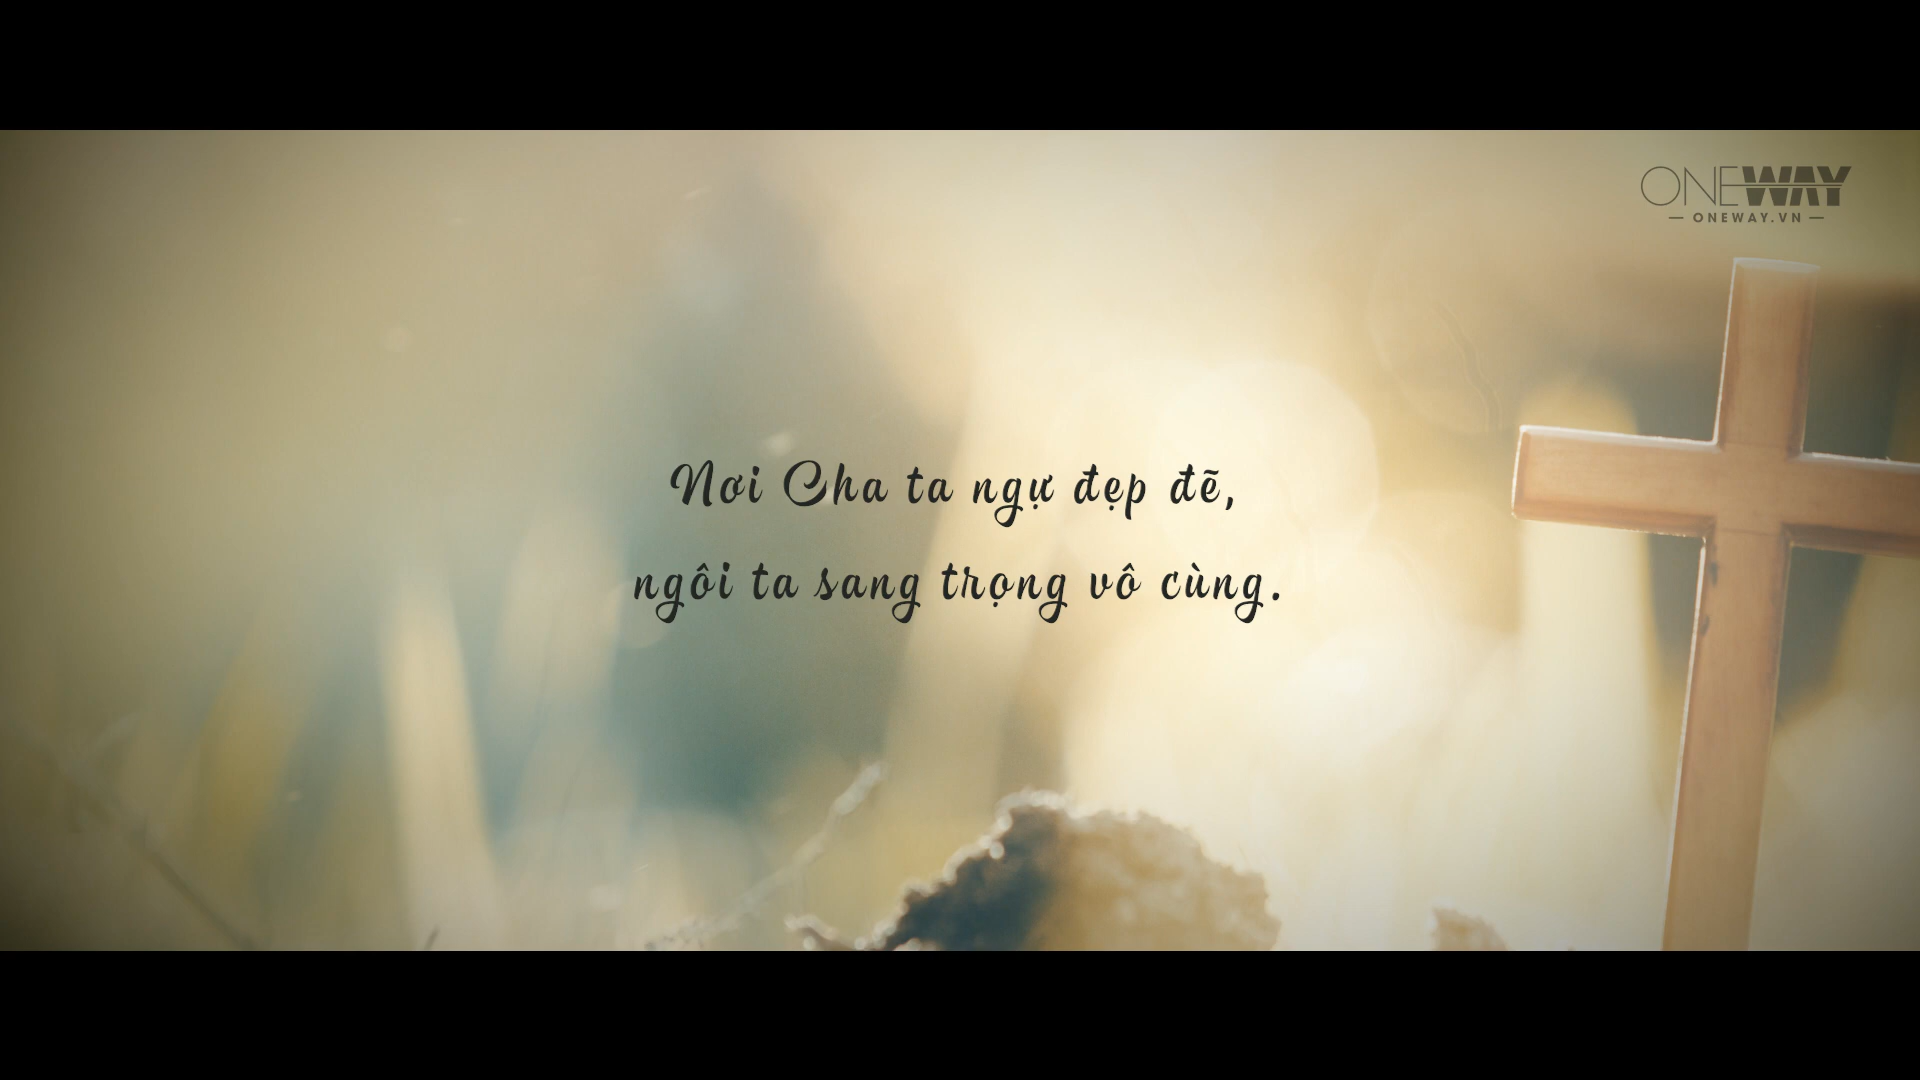 ONEWAY
ONEWAY.VN
Nơi Cha ta ngự đẹp đẽ,
ngôi ta sang trọng vô cùng.